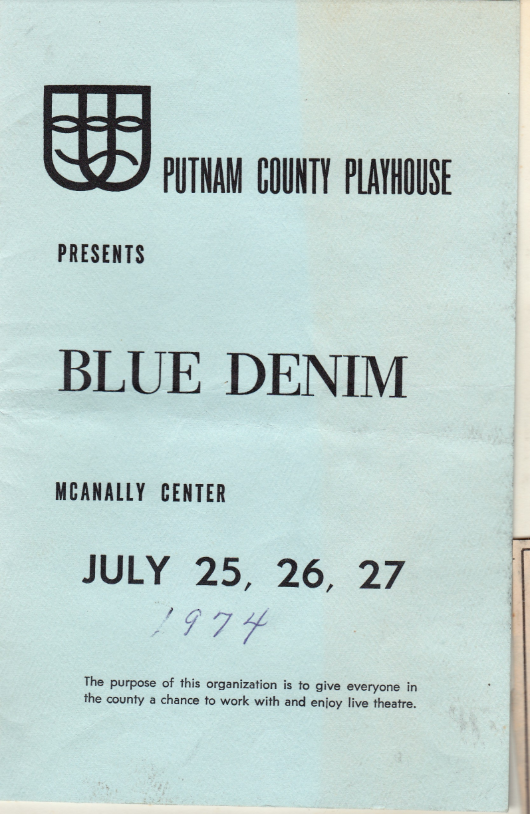 PUTNAM COUNTY PLAYHOUSE
PRESENTS
BLUE DENIM
MCANALLY CENTER
JULY 25, 26, 27
1974
The purpose of this organization is to give everyone in
the county a chance to work with and enjoy live theatre.